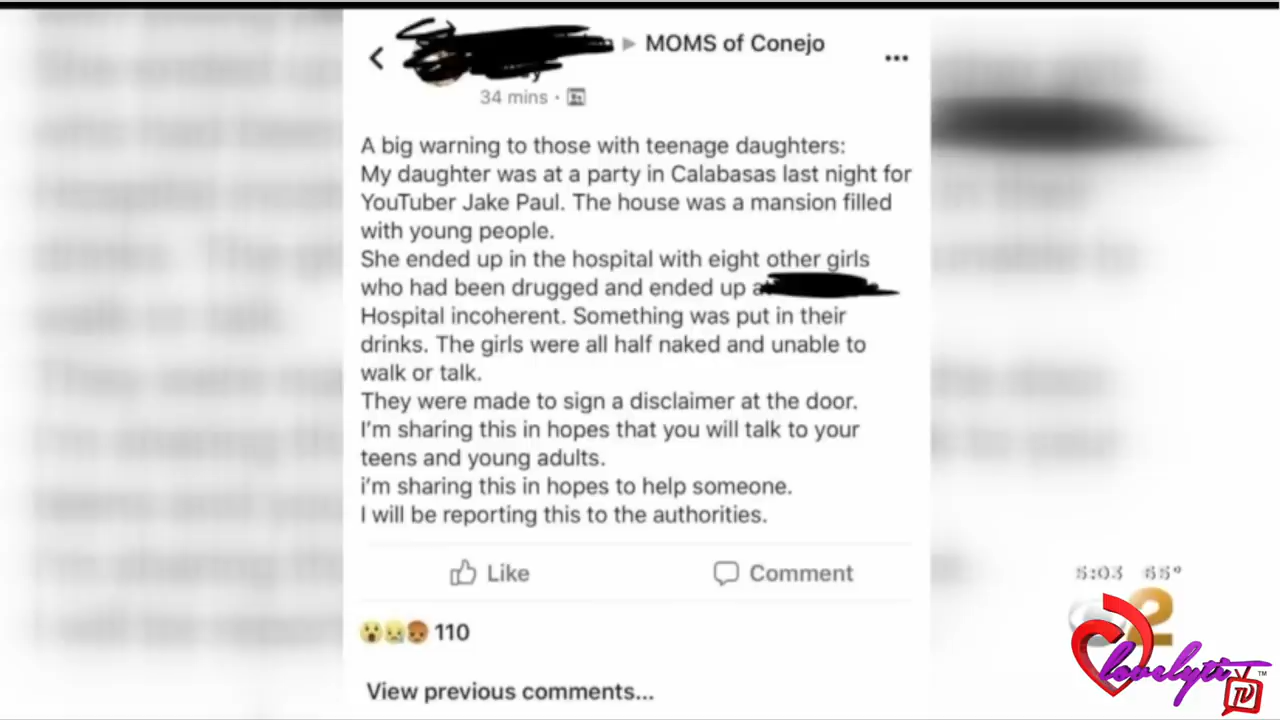 MOMS of Conejo
34 mins ·
A big warning to those with teenage daughters:
My daughter was at a party in Calabasas last night for
YouTuber Jake Paul. The house was a mansion filled
with young people.
She ended up in the hospital with eight other girls
who had been drugged and ended up
Hospital incoherent. Something was put in their
drinks. The girls were all half naked and unable to
walk or talk.
They were made to sign a disclaimer at the door.
I'm sharing this in hopes that you will talk to your
teens and young adults.
i'm sharing this in hopes to help someone.
I will be reporting this to the authorities.
Like
Comment
110
View previous comments...
5:03 65°
2
lovelyti
TV™